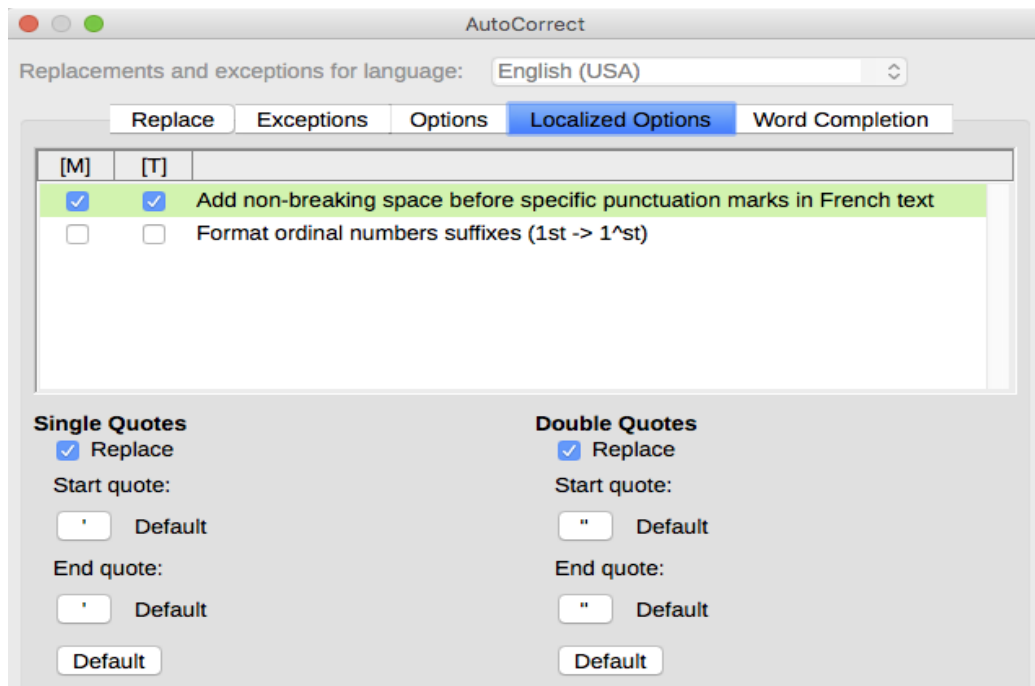 AutoCorrect
Replacements and exceptions for language: English (USA)
Replace Exceptions Options Localized Options Word Completion
[M] [T]
Add non-breaking space before specific punctuation marks in French text
Format ordinal numbers suffixes (1st -> 1^st)
Single Quotes Double Quotes
Replace Replace
Start quote: Start quote:
' Default " Default
End quote: End quote:
' Default " Default
Default Default